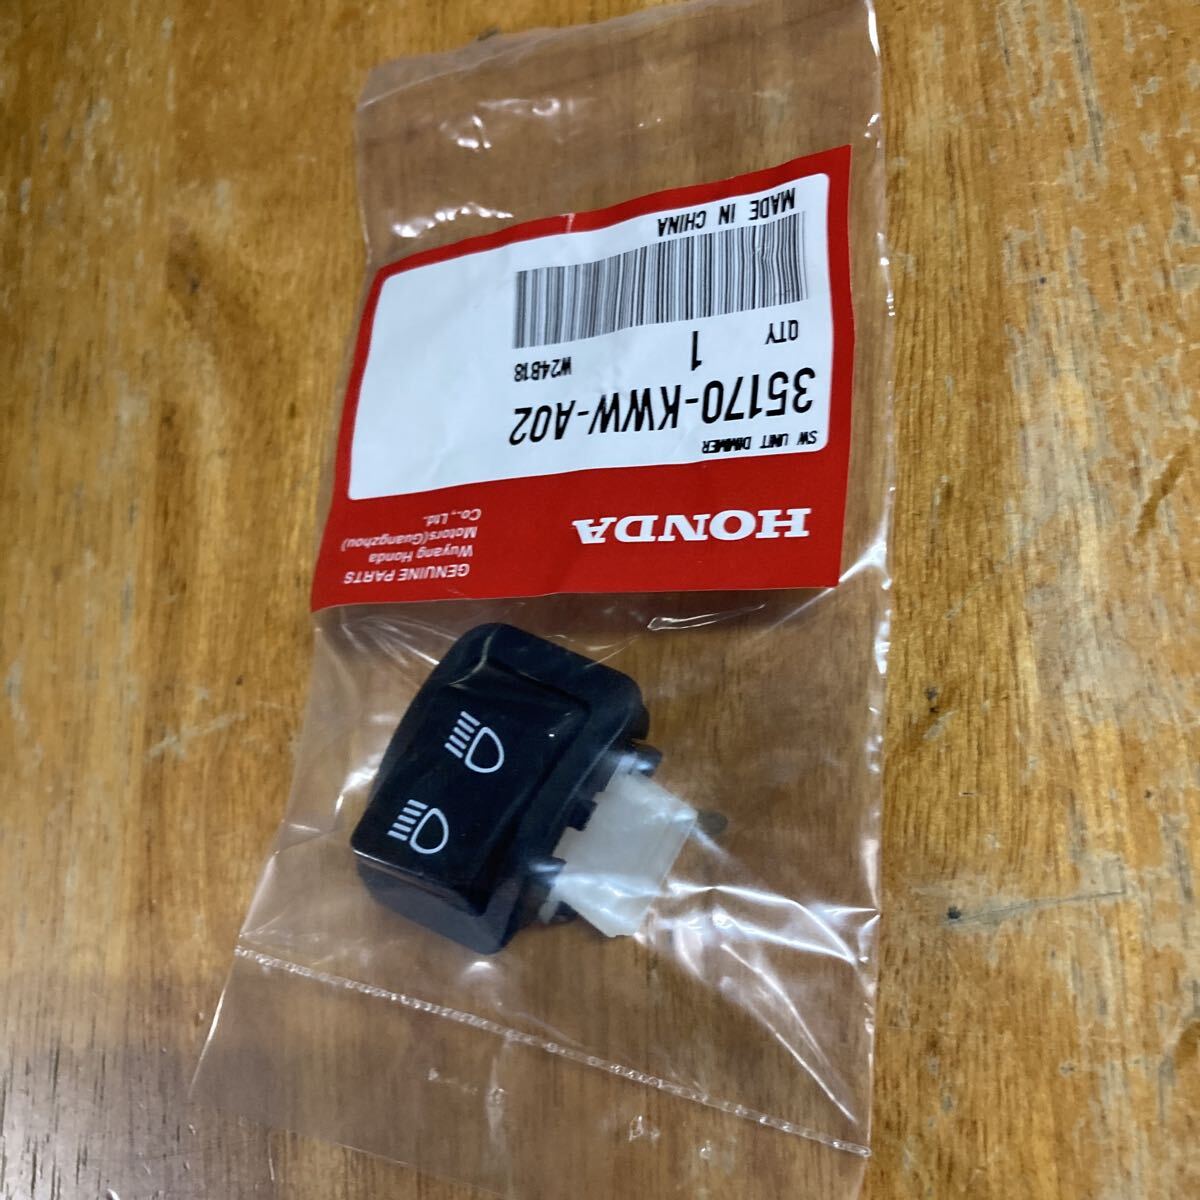 GENUINE PARTS
Wuyang Honda
Motors(Guangzhou)
Co., Ltd.
HONDA
SW UNIT DIMMER
35170-KWW-A02
QTY 1 W24B18
MADE IN CHINA